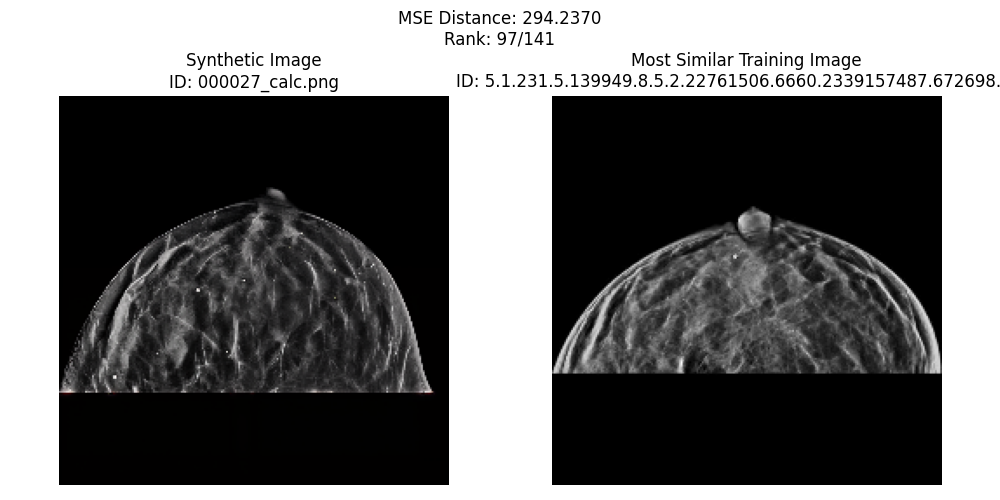 MSE Distance: 294.2370
Rank: 97/141
Synthetic Image
ID: 000027_calc.png
Most Similar Training Image
ID: 5.1.231.5.139949.8.5.2.22761506.6660.2339157487.672698.